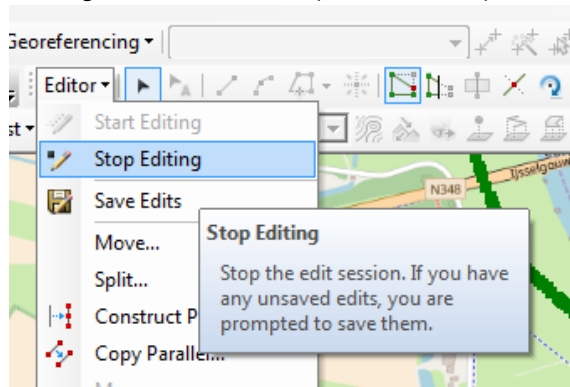 Georeferencing
Editor
Start Editing
Stop Editing
Save Edits
Move...
Split...
Construct P
Copy Parallel...
Stop Editing
Stop the edit session. If you have
any unsaved edits, you are
prompted to save them.
N348